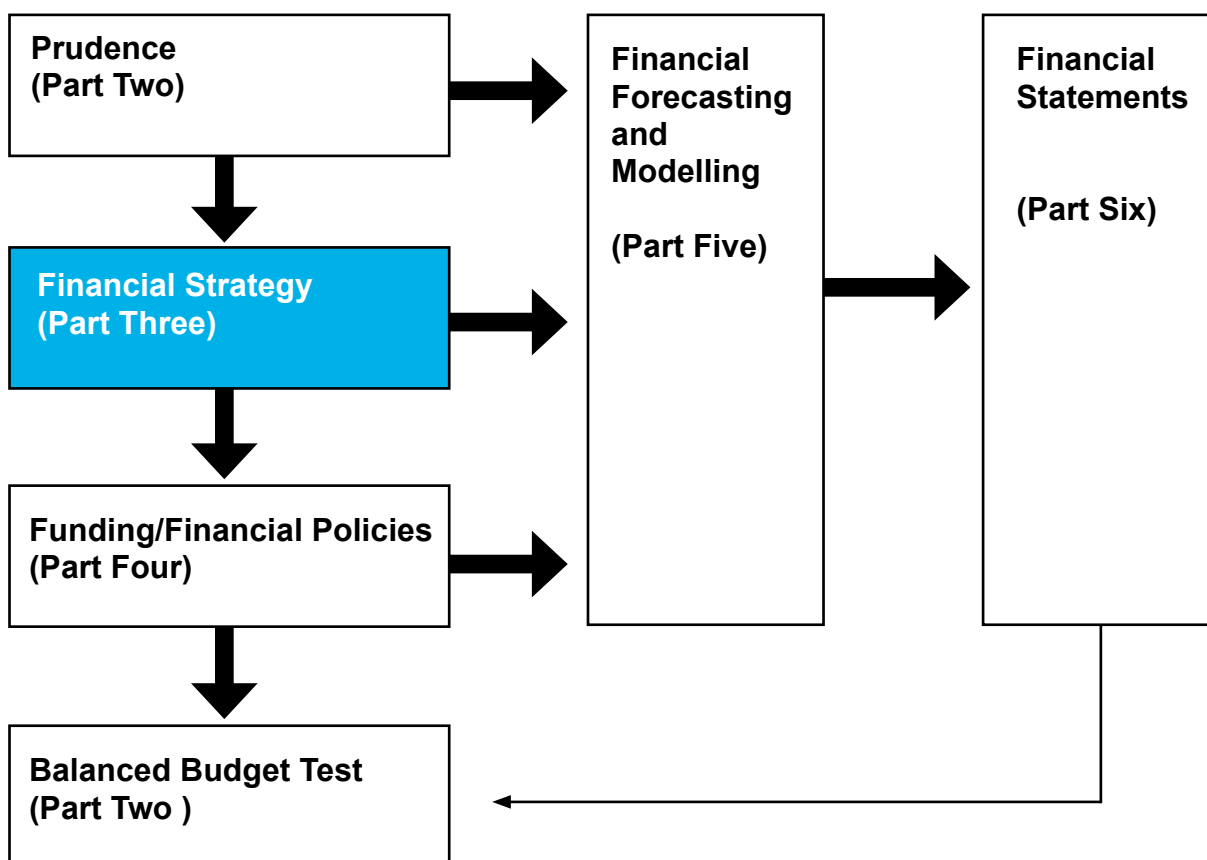 Prudence
(Part Two)
Financial Strategy
(Part Three)
Funding/Financial Policies
(Part Four)
Balanced Budget Test
(Part Two )
Financial
Forecasting
and
Modelling
(Part Five)
Financial
Statements
(Part Six)